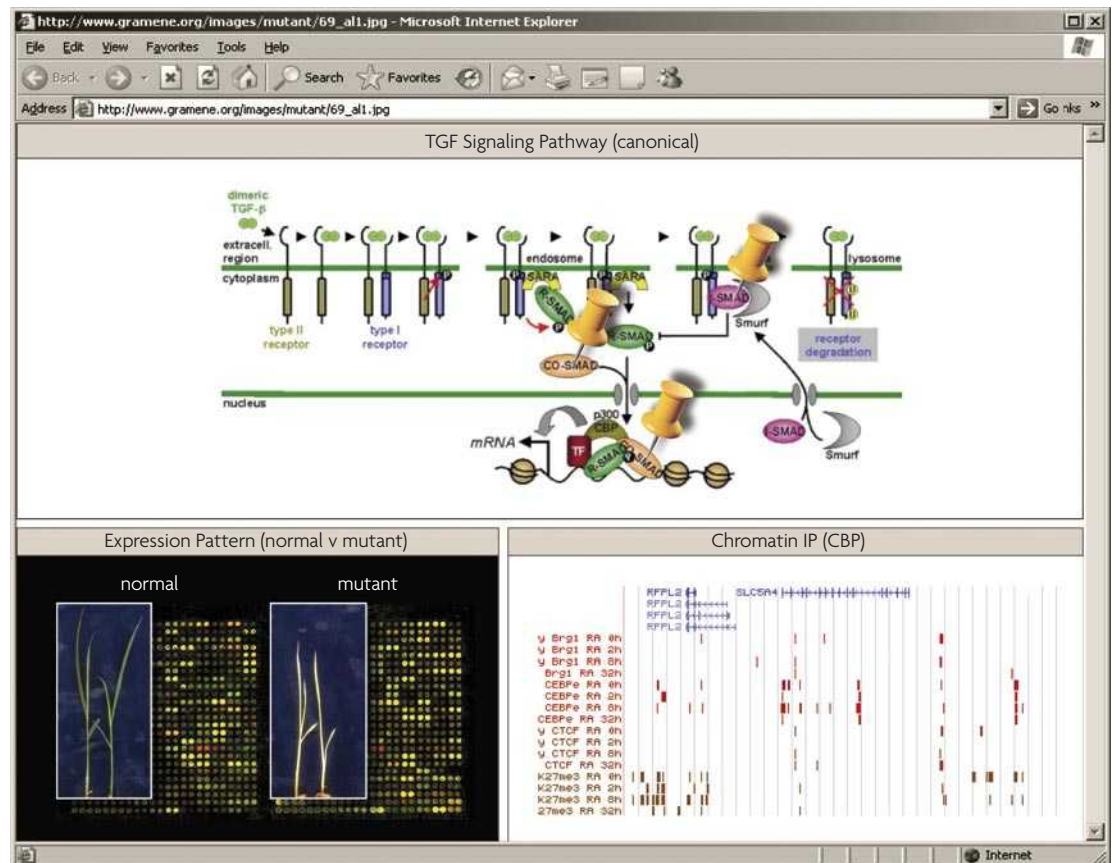 http://www.gramene.org/images/mutant/69_al1.jpg - Microsoft Internet Explorer
File Edit View Favorites Tools Help
Back Search Favorites
Address http://www.gramene.org/images/mutant/69_al1.jpg Go nks »
TGF Signaling Pathway (canonical)
dimeric
TGF-β
extracell.
region
cytoplasm
endosome
lysosome
P
P
SARA
P
SARA
P
R-SMAD
P
R-SMAD
P
-SMAD
Smurf
U
U
type II
receptor
type I
receptor
receptor
degradation
CO-SMAD
nucleus
p300
CBP
mRNA
TF
R-SMAD
CO-SMAD
I-SMAD
Smurf
Expression Pattern (normal v mutant)
normal mutant
Chromatin IP (CBP)
RFPL2 SLC5A4
RFPL2
RFPL2
RFPL2
y Brg1 RA 0h
y Brg1 RA 2h
y Brg1 RA 8h
Brg1 RA 32h
CEBPe RA 0h
CEBPe RA 2h
CEBPe RA 8h
CEBPe RA 32h
y CTCF RA 0h
y CTCF RA 2h
y CTCF RA 8h
CTCF RA 32h
K27me3 RA 0h
K27me3 RA 2h
K27me3 RA 8h
27me3 RA 32h
Internet